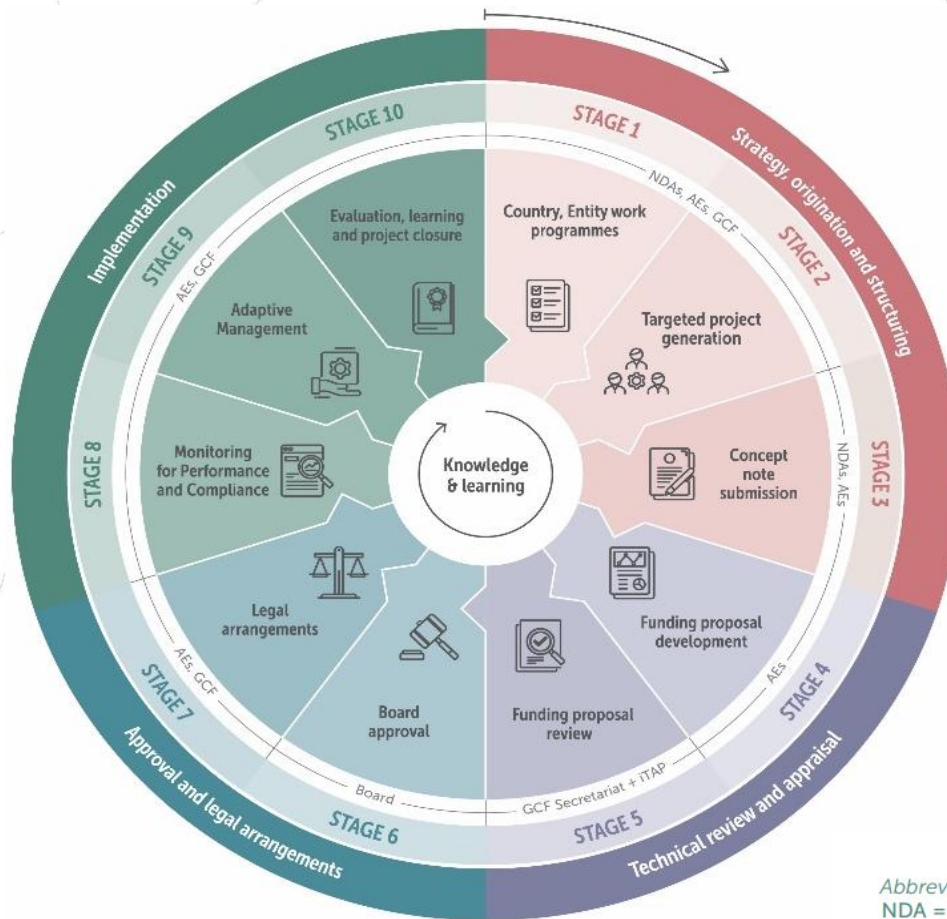 STAGE 1
STAGE 2
STAGE 3
STAGE 4
STAGE 5
STAGE 6
STAGE 7
STAGE 8
STAGE 9
STAGE 10
Strategy, origination and structuring
Technical review and appraisal
Approval and legal arrangements
Implementation
NDAs, AEs, GCF
NDAs, AEs
AEs
GCF Secretariat + iTAP
Board
AEs, GCF
AEs, GCF
Country, Entity work
programmes
Targeted project
generation
Concept
note
submission
Funding proposal
development
Funding proposal
review
Board
approval
Legal
arrangements
Monitoring
for Performance
and Compliance
Adaptive
Management
Evaluation, learning
and project closure
Knowledge
& learning
Abbrev
NDA =